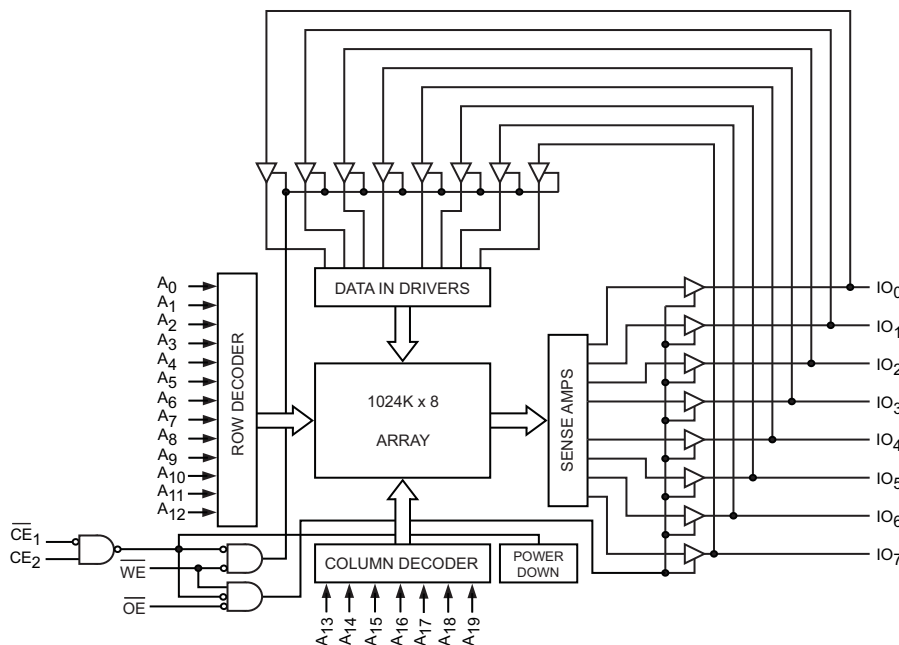 DATA IN DRIVERS
A0
A1
A2
A3
A4
A5
A6
A7
A8
A9
A10
A11
A12
ROW DECODER
1024K x 8
ARRAY
SENSE AMPS
IO0
IO1
IO2
IO3
IO4
IO5
IO6
IO7
CE1
CE2
WE
OE
COLUMN DECODER
POWER
DOWN
A13
A14
A15
A16
A17
A18
A19